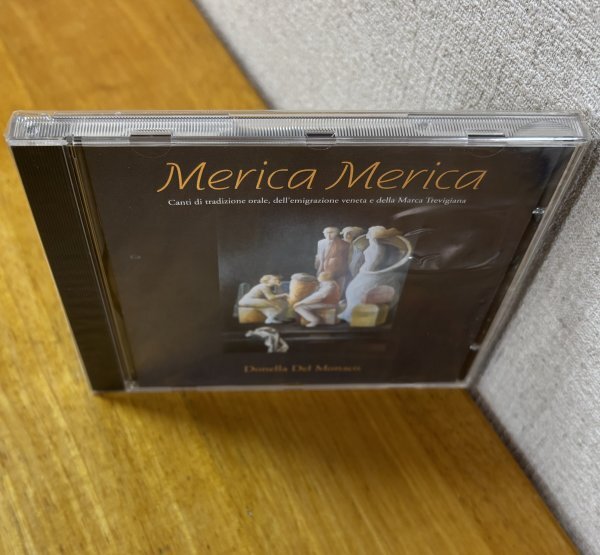 Merica Merica
Canti di tradizione orale, dell'emigrazione veneta e della Marca Trevigiana
Donella Del Monaco